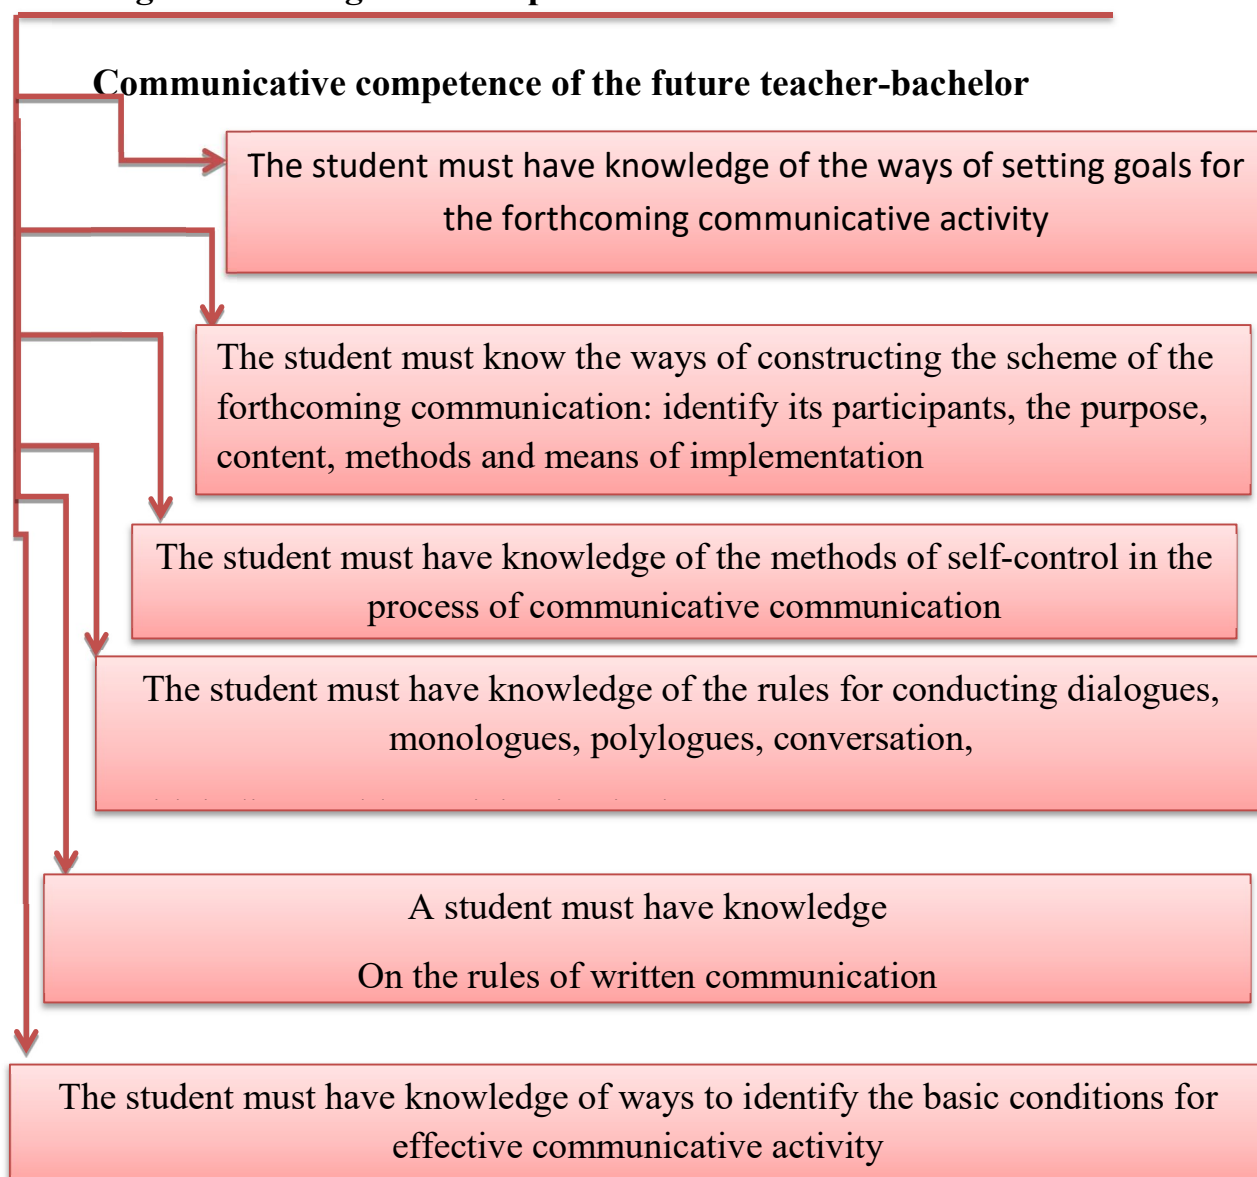 Communicative competence of the future teacher-bachelor
The student must have knowledge of the ways of setting goals for
the forthcoming communicative activity
The student must know the ways of constructing the scheme of the
forthcoming communication: identify its participants, the purpose,
content, methods and means of implementation
The student must have knowledge of the methods of self-control in the
process of communicative communication
The student must have knowledge of the rules for conducting dialogues,
monologues, polylogues, conversation,
A student must have knowledge
On the rules of written communication
The student must have knowledge of ways to identify the basic conditions for
effective communicative activity